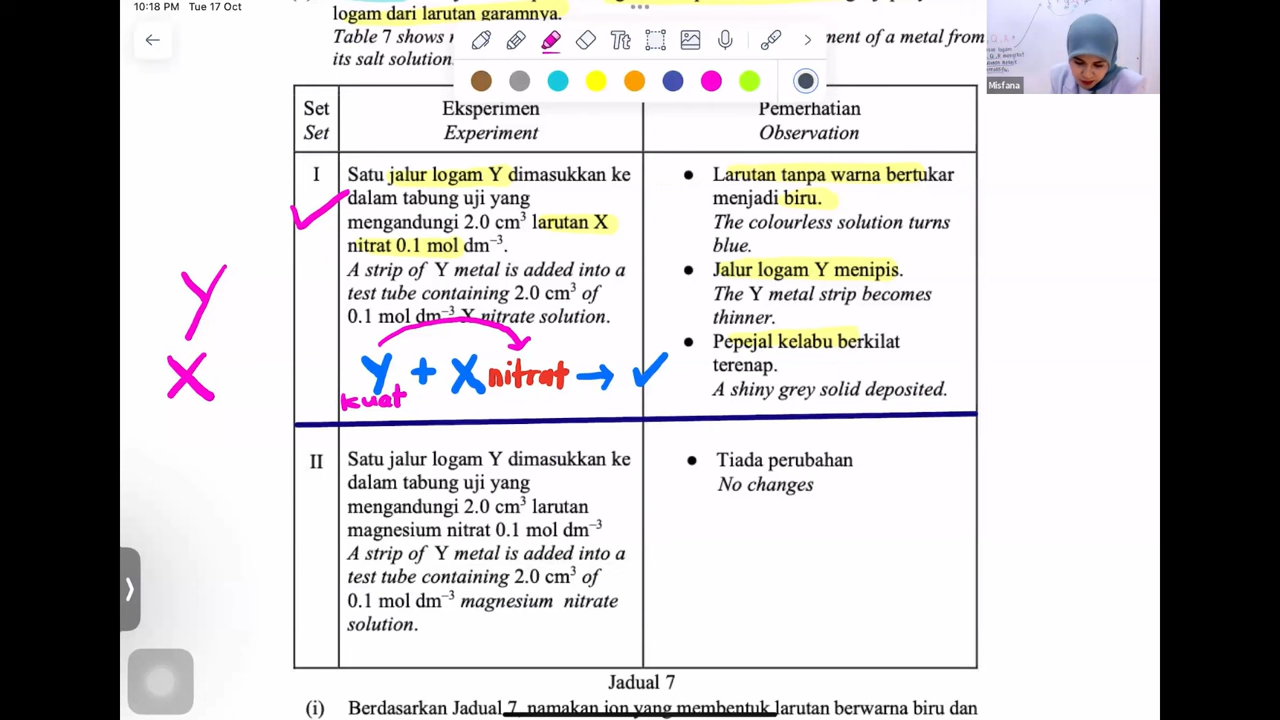 10:18 PM Tue 17 Oct
logam dari larutan garamnya.
Table 7 shows
ment of a metal from
its salt solution
Tt
Misfana
Set
Set
Eksperimen
Experiment
Pemerhatian
Observation
I
Satu jalur logam Y dimasukkan ke
dalam tabung uji yang
mengandungi 2.0 cm³ larutan X
nitrat 0.1 mol dm⁻³.
A strip of Y metal is added into a
test tube containing 2.0 cm³ of
0.1 mol dm⁻³ X nitrate solution.
Y + X nitrat → ✓
kuat
● Larutan tanpa warna bertukar
menjadi biru.
The colourless solution turns
blue.
● Jalur logam Y menipis.
The Y metal strip becomes
thinner.
● Pepejal kelabu berkilat
terenap.
A shiny grey solid deposited.
Y
X
II
Satu jalur logam Y dimasukkan ke
dalam tabung uji yang
mengandungi 2.0 cm³ larutan
magnesium nitrat 0.1 mol dm⁻³
A strip of Y metal is added into a
test tube containing 2.0 cm³ of
0.1 mol dm⁻³ magnesium nitrate
solution.
● Tiada perubahan
No changes
Jadual 7
(i) Berdasarkan Jadual 7, namakan ion yang membentuk larutan berwarna biru dan